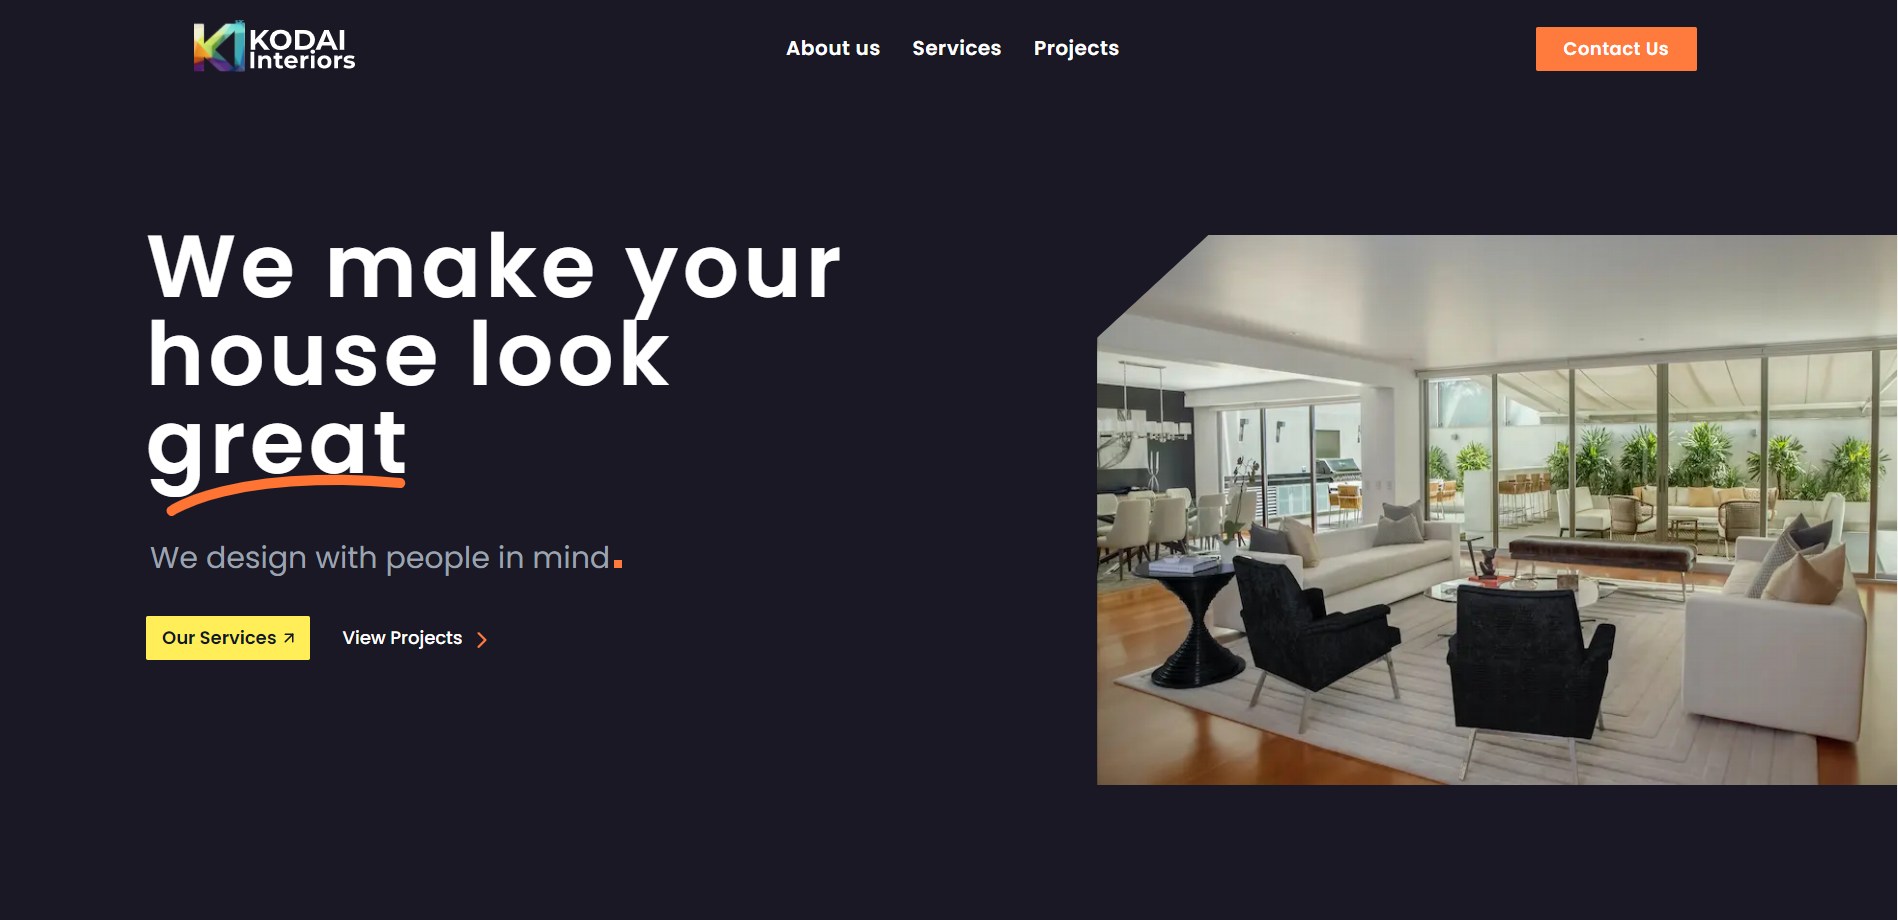 KODAI
Interiors
About us
Services
Projects
Contact Us
We make your
house look
great
We design with people in mind
Our Services
View Projects